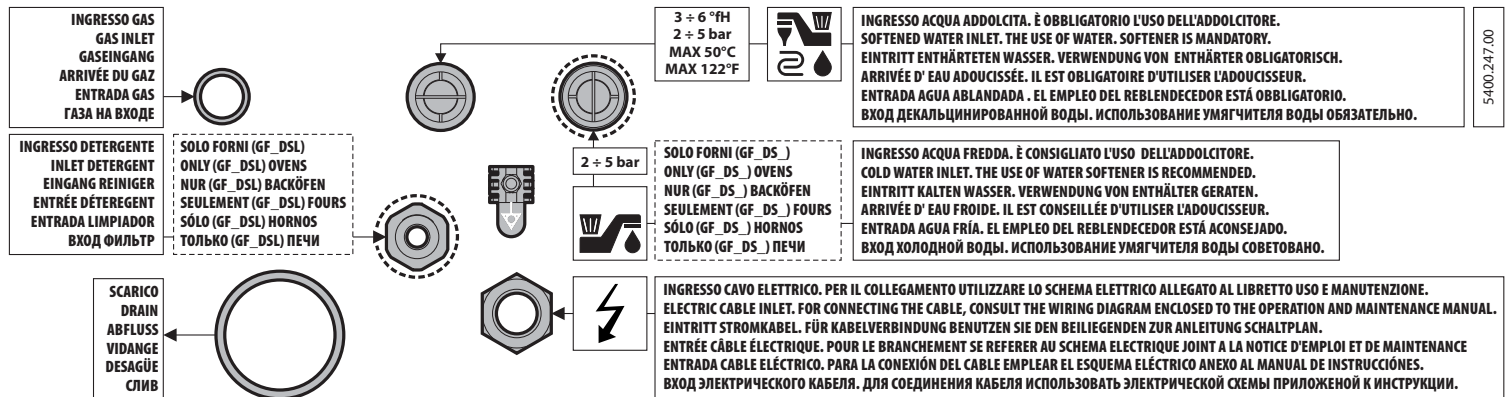 INGRESSO GAS
GAS INLET
GASEINGANG
ARRIVÉE DU GAZ
ENTRADA GAS
ГАЗА НА ВХОДЕ
3 ÷ 6 °fH
2 ÷ 5 bar
MAX 50°C
MAX 122°F
INGRESSO ACQUA ADDOLCITA. È OBBLIGATORIO L'USO DELL'ADDOLCITORE.
SOFTENED WATER INLET. THE USE OF WATER. SOFTENER IS MANDATORY.
EINTRITT ENTHÄRTETEN WASSER. VERWENDUNG VON ENTHÄRTER OBLIGATORISCH.
ARRIVÉE D' EAU ADOUCISSÉE. IL EST OBLIGATOIRE D'UTILISER L'ADOUCISSEUR.
ENTRADA AGUA ABLANDADA . EL EMPLEO DEL REBLENDECEDOR ESTÁ OBBLIGATORIO.
ВХОД ДЕКАЛЬЦИНИРОВАННОЙ ВОДЫ. ИСПОЛЬЗОВАНИЕ УМЯГЧИТЕЛЯ ВОДЫ ОБЯЗАТЕЛЬНО.
5400.247.00
INGRESSO DETERGENTE
INLET DETERGENT
EINGANG REINIGER
ENTRÉE DÉTEREGENT
ENTRADA LIMPIADOR
ВХОД ФИЛЬТР
SOLO FORNI (GF_DSL)
ONLY (GF_DSL) OVENS
NUR (GF_DSL) BACKÖFEN
SEULEMENT (GF_DSL) FOURS
SÓLO (GF_DSL) HORNOS
ТОЛЬКО (GF_DSL) ПЕЧИ
2 ÷ 5 bar
SOLO FORNI (GF_DS_)
ONLY (GF_DS_) OVENS
NUR (GF_DS_) BACKÖFEN
SEULEMENT (GF_DS_) FOURS
SÓLO (GF_DS_) HORNOS
ТОЛЬКО (GF_DS_) ПЕЧИ
INGRESSO ACQUA FREDDA. È CONSIGLIATO L'USO DELL'ADDOLCITORE.
COLD WATER INLET. THE USE OF WATER SOFTENER IS RECOMMENDED.
EINTRITT KALTEN WASSER. VERWENDUNG VON ENTHÄLTER GERATEN.
ARRIVÉE D' EAU FROIDE. IL EST CONSEILLÉE D'UTILISER L'ADOUCISSEUR.
ENTRADA AGUA FRÍA. EL EMPLEO DEL REBLENDECEDOR ESTÁ ACONSEJADO.
ВХОД ХОЛОДНОЙ ВОДЫ. ИСПОЛЬЗОВАНИЕ УМЯГЧИТЕЛЯ ВОДЫ СОВЕТОВАНО.
SCARICO
DRAIN
ABFLUSS
VIDANGE
DESAGÜE
СЛИВ
INGRESSO CAVO ELETTRICO. PER IL COLLEGAMENTO UTILIZZARE LO SCHEMA ELETTRICO ALLEGATO AL LIBRETTO USO E MANUTENZIONE.
ELECTRIC CABLE INLET. FOR CONNECTING THE CABLE, CONSULT THE WIRING DIAGRAM ENCLOSED TO THE OPERATION AND MAINTENANCE MANUAL.
EINTRITT STROMKABEL. FÜR KABELVERBINDUNG BENUTZEN SIE DEN BEILIEGENDEN ZUR ANLEITUNG SCHALTPLAN.
ENTRÉE CÂBLE ÉLECTRIQUE. POUR LE BRANCHEMENT SE REFERER AU SCHEMA ELECTRIQUE JOINT A LA NOTICE D'EMPLOI ET DE MAINTENANCE
ENTRADA CABLE ELÉCTRICO. PARA LA CONEXIÓN DEL CABLE EMPLEAR EL ESQUEMA ELÉCTRICO ANEXO AL MANUAL DE INSTRUCCIÓNES.
ВХОД ЭЛЕКТРИЧЕСКОГО КАБЕЛЯ. ДЛЯ СОЕДИНЕНИЯ КАБЕЛЯ ИСПОЛЬЗОВАТЬ ЭЛЕКТРИЧЕСКОЙ СХЕМЫ ПРИЛОЖЕНОЙ К ИНСТРУКЦИИ.